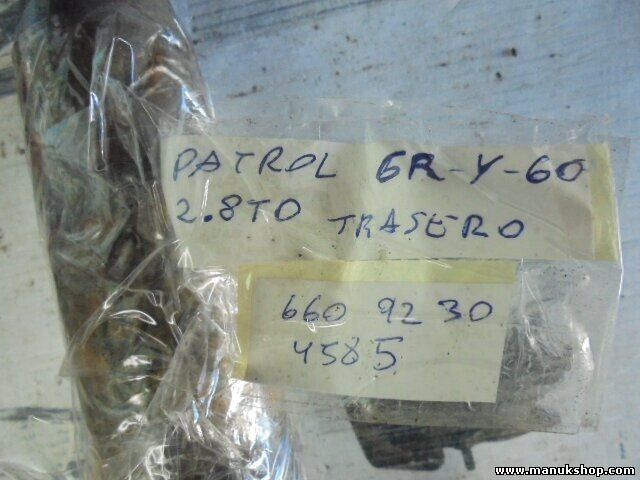 PATROL GR-Y-60
2.8TD TRASERO
660 92 30
4585
www.manukshop.com